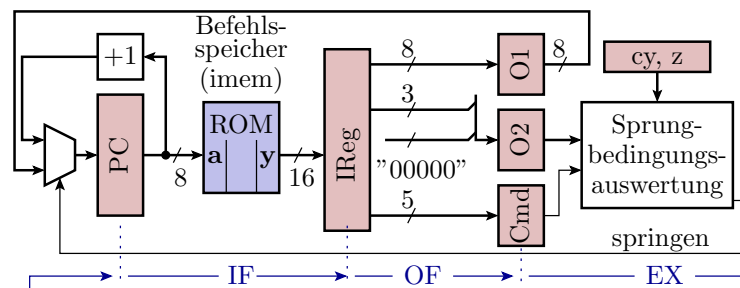 Befehls-
speicher
(imem)
+1
8
8
O1
cy, z
PC
ROM
a
y
8
16
IReg
3
"00000"
O2
Sprung-
bedingungs-
auswertung
5
Cmd
springen
IF
OF
EX